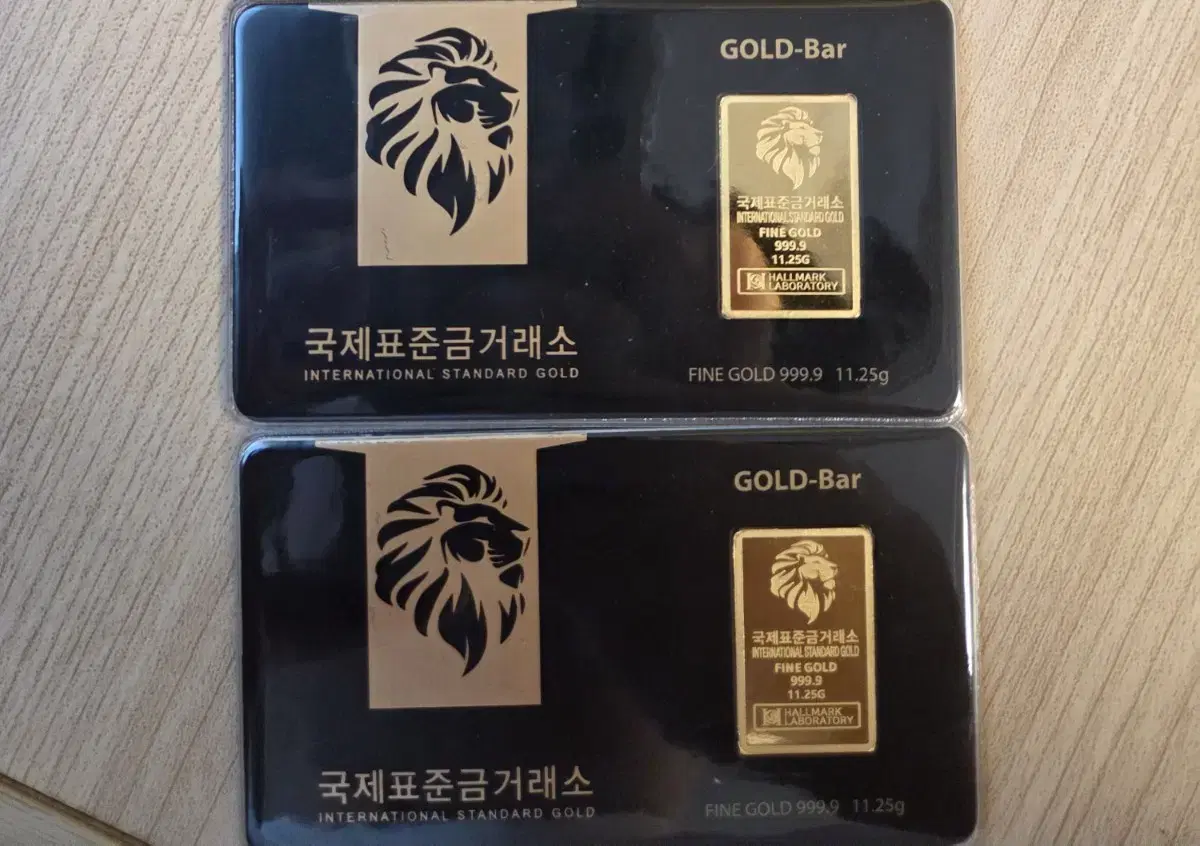 GOLD-Bar
국제표준금거래소
INTERNATIONAL STANDARD GOLD
FINE GOLD
999.9
11.25G
HALLMARK
LABORATORY
국제표준금거래소
INTERNATIONAL STANDARD GOLD
FINE GOLD 999.9 11.25g
GOLD-Bar
국제표준금거래소
INTERNATIONAL STANDARD GOLD
FINE GOLD
999.9
11.25G
HALLMARK
LABORATORY
국제표준금거래소
INTERNATIONAL STANDARD GOLD
FINE GOLD 999.9 11.25g